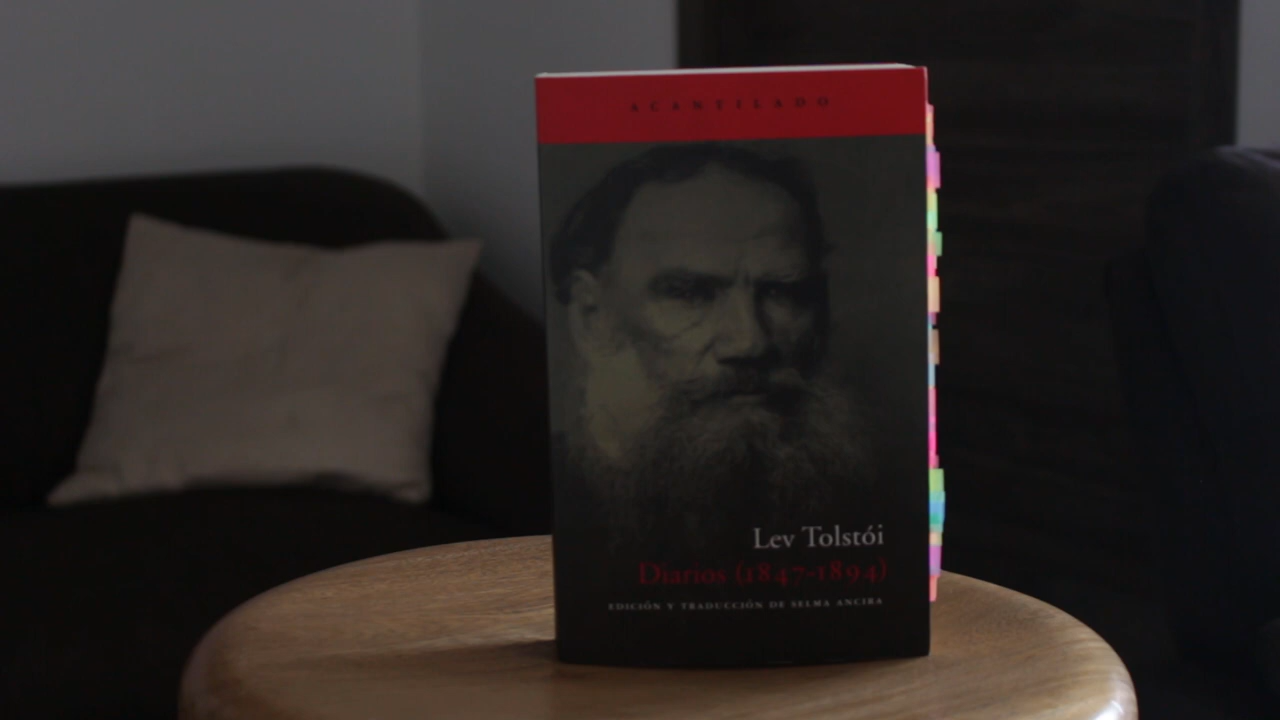 ACANTILADO
Lev Tolstói
Diarios (1847-1894)
EDICIÓN Y TRADUCCIÓN DE SELMA ANCIRA